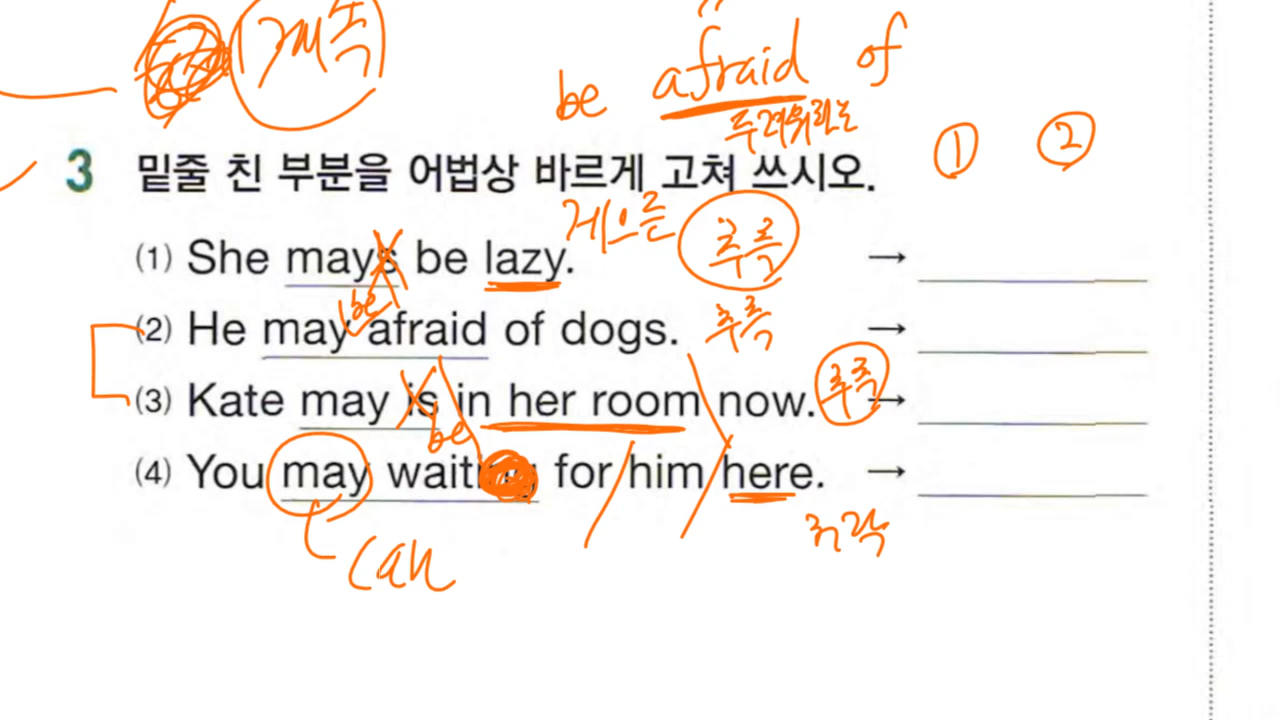 계속
be afraid of
두려워하는
① ②
3 밑줄 친 부분을 어법상 바르게 고쳐 쓰시오.
게으른 추측
(1) She mays be lazy. →
be
(2) He may afraid of dogs. 추측 →
(3) Kate may is in her room now. 추측 →
be
(4) You may waiting for him here. →
허락
can